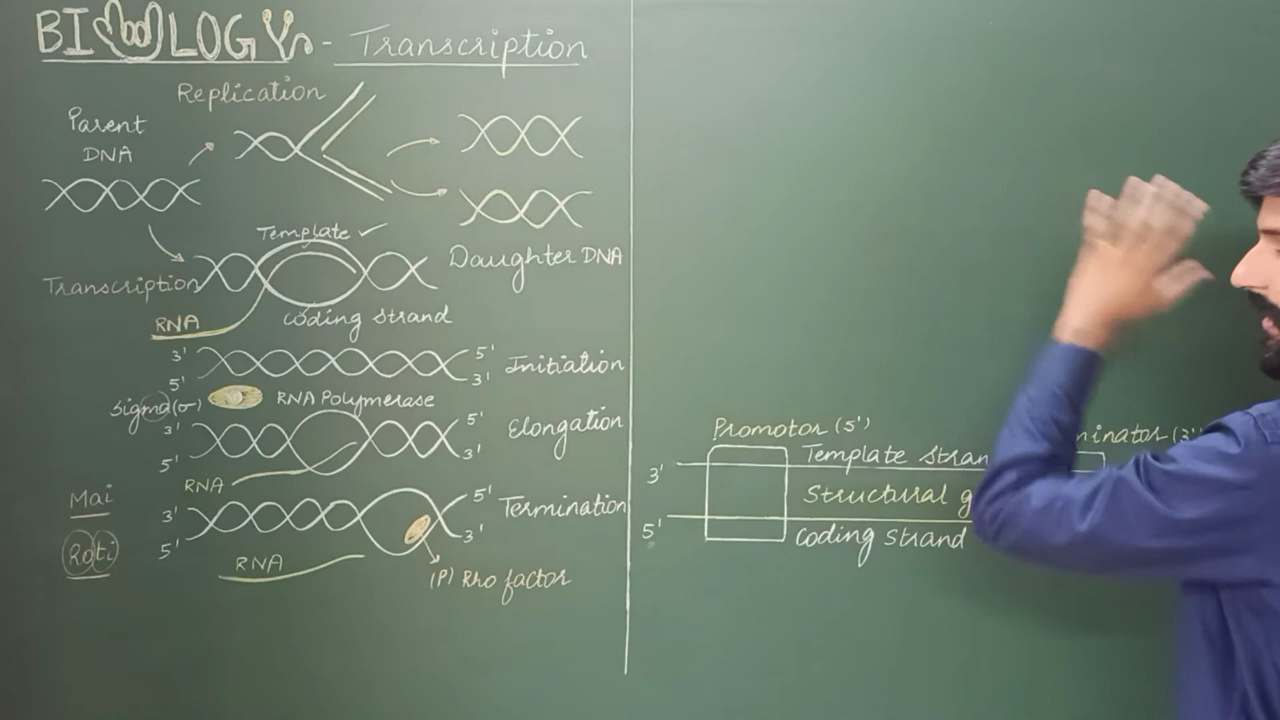 BIOLOGY - Transcription
Replication
Parent
DNA
Template ✓
Daughter DNA
Transcription
RNA
Coding strand
3' 5' Initiation
5' 3'
Sigma(σ) RNA Polymerase
3' 5' Elongation
5' 3'
RNA
Mai
3' 5' Termination
5' 3'
Roti
RNA
(P) Rho factor
Promotor (5')
3' Template stran
Structural g
5' Coding strand
minator (3')